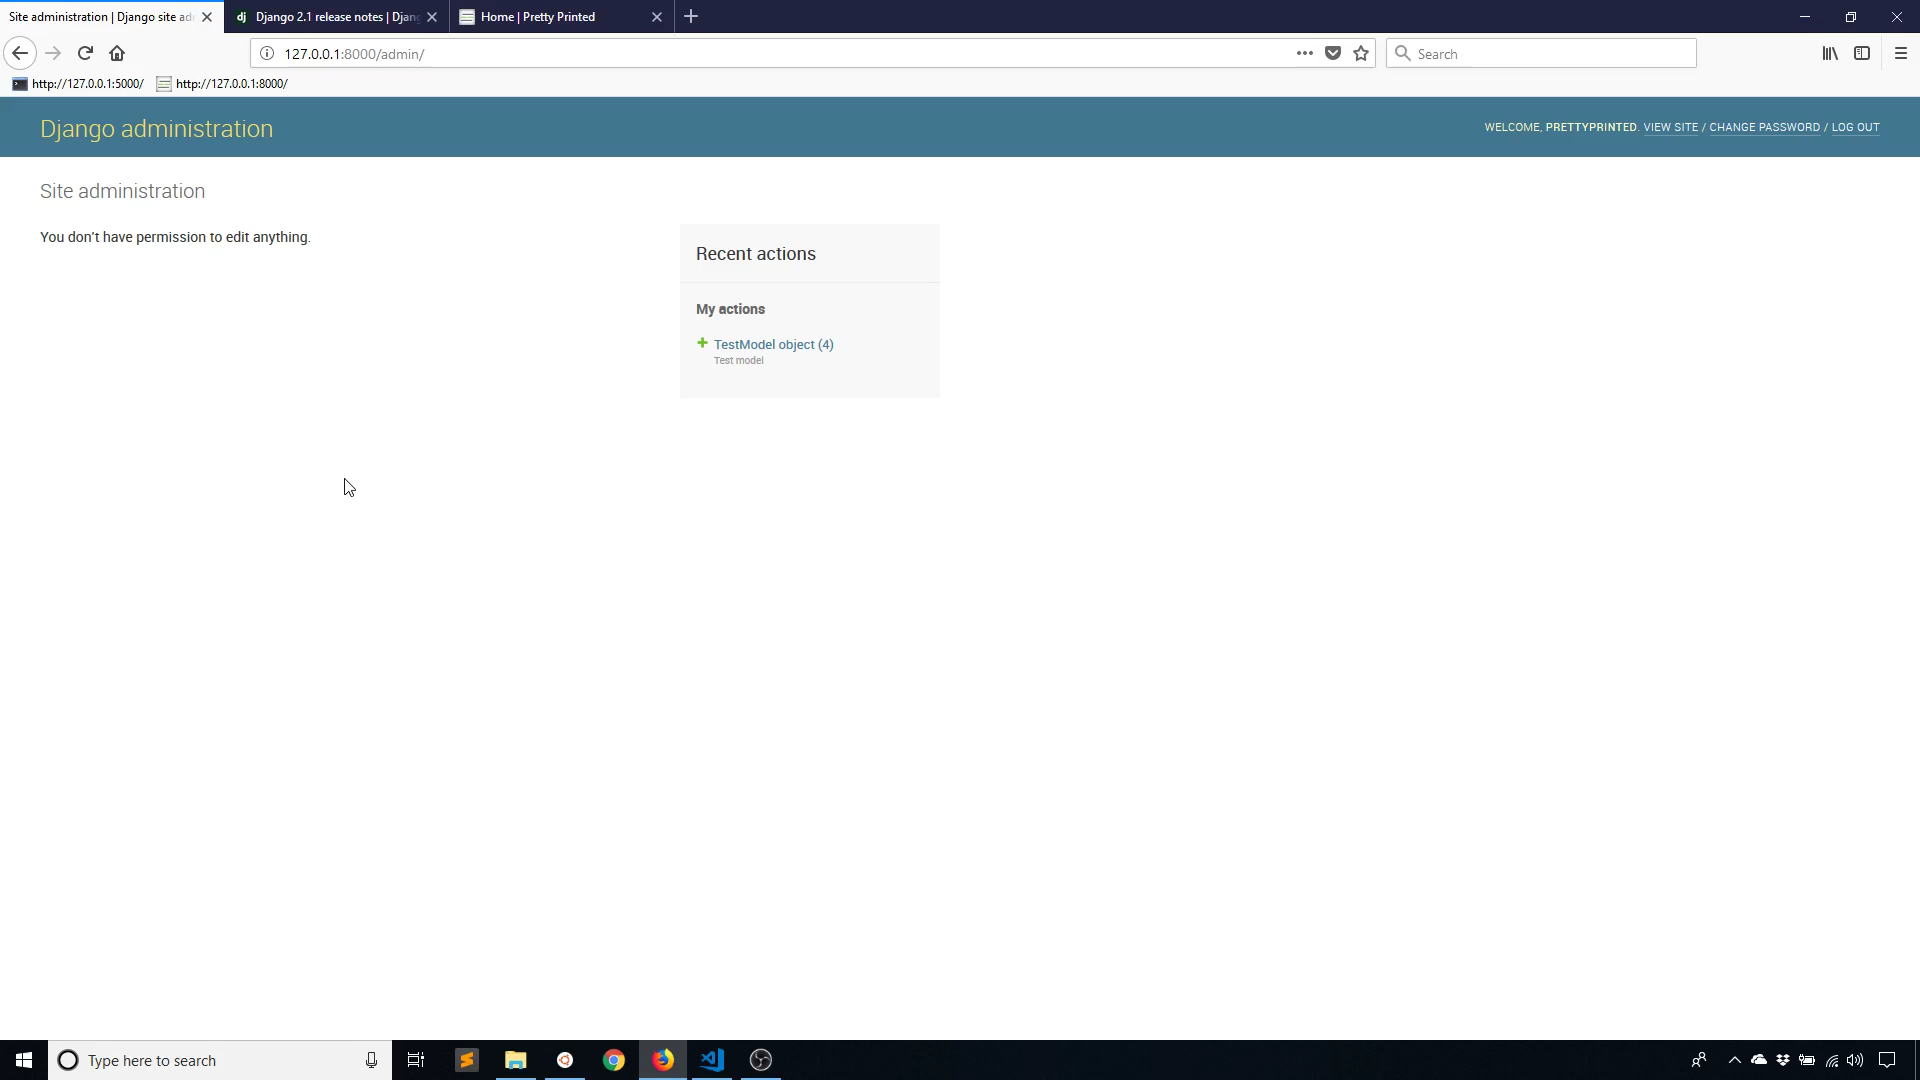 Site administration | Django site ad
Django 2.1 release notes | Djang
Home | Pretty Printed
127.0.0.1:8000/admin/
Search
http://127.0.0.1:5000/
http://127.0.0.1:8000/
Django administration
WELCOME, PRETTYPRINTED. VIEW SITE / CHANGE PASSWORD / LOG OUT
Site administration
You don't have permission to edit anything.
Recent actions
My actions
TestModel object (4)
Test model
Type here to search